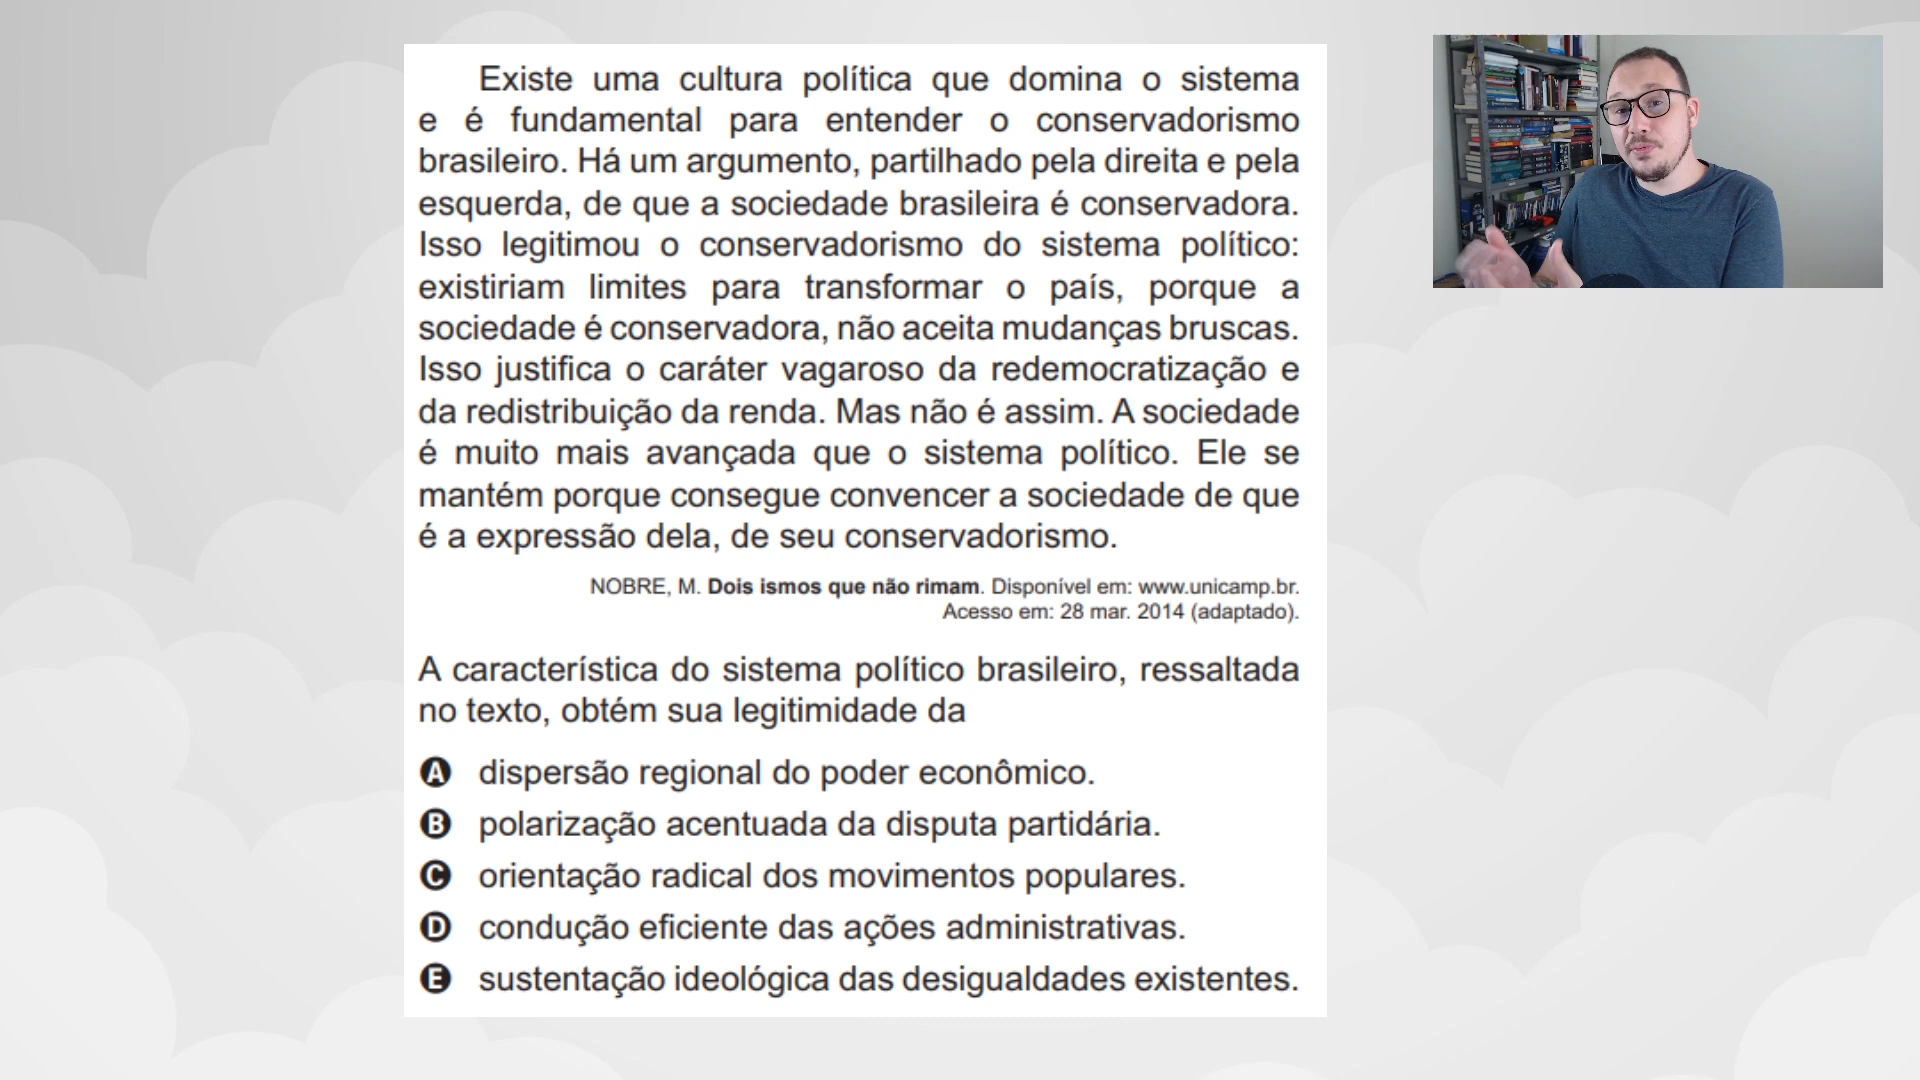 Existe uma cultura política que domina o sistema
e é fundamental para entender o conservadorismo
brasileiro. Há um argumento, partilhado pela direita e pela
esquerda, de que a sociedade brasileira é conservadora.
Isso legitimou o conservadorismo do sistema político:
existiriam limites para transformar o país, porque a
sociedade é conservadora, não aceita mudanças bruscas.
Isso justifica o caráter vagaroso da redemocratização e
da redistribuição da renda. Mas não é assim. A sociedade
é muito mais avançada que o sistema político. Ele se
mantém porque consegue convencer a sociedade de que
é a expressão dela, de seu conservadorismo.
NOBRE, M. Dois ismos que não rimam. Disponível em: www.unicamp.br.
Acesso em: 28 mar. 2014 (adaptado).
A característica do sistema político brasileiro, ressaltada
no texto, obtém sua legitimidade da
A dispersão regional do poder econômico.
B polarização acentuada da disputa partidária.
C orientação radical dos movimentos populares.
D condução eficiente das ações administrativas.
E sustentação ideológica das desigualdades existentes.